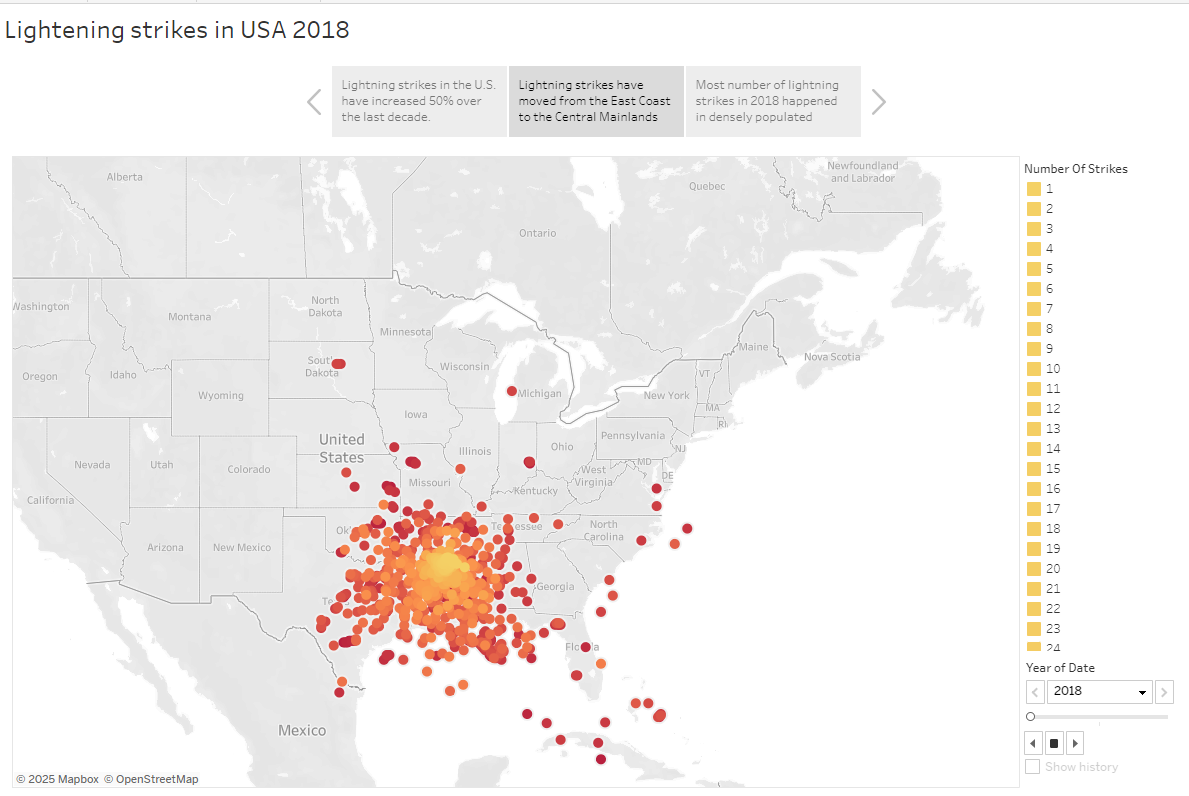 Lightening strikes in USA 2018
Lightning strikes in the U.S.
have increased 50% over
the last decade.
Lightning strikes have
moved from the East Coast
to the Central Mainlands
Most number of lightning
strikes in 2018 happened
in densely populated
Alberta
Ontario
Quebec
Newfoundland
and Labrador
Washington
Montana
North
Dakota
Minnesota
Maine
Nova Scotia
Oregon
Idaho
Wyoming
South
Dakota
Wisconsin
Michigan
VT
New York
MA
RI
Iowa
Nevada
Utah
Colorado
United
States
Illinois
Ohio
Pennsylvania
NJ
MD
DE
California
Missouri
West
Virginia
Kentucky
Arizona
New Mexico
Ok
Tennessee
North
Carolina
Te
Georgia
Florida
Mexico
© 2025 Mapbox © OpenStreetMap
Number Of Strikes
1
2
3
4
5
6
7
8
9
10
11
12
13
14
15
16
17
18
19
20
21
22
23
24
Year of Date
2018
Show history